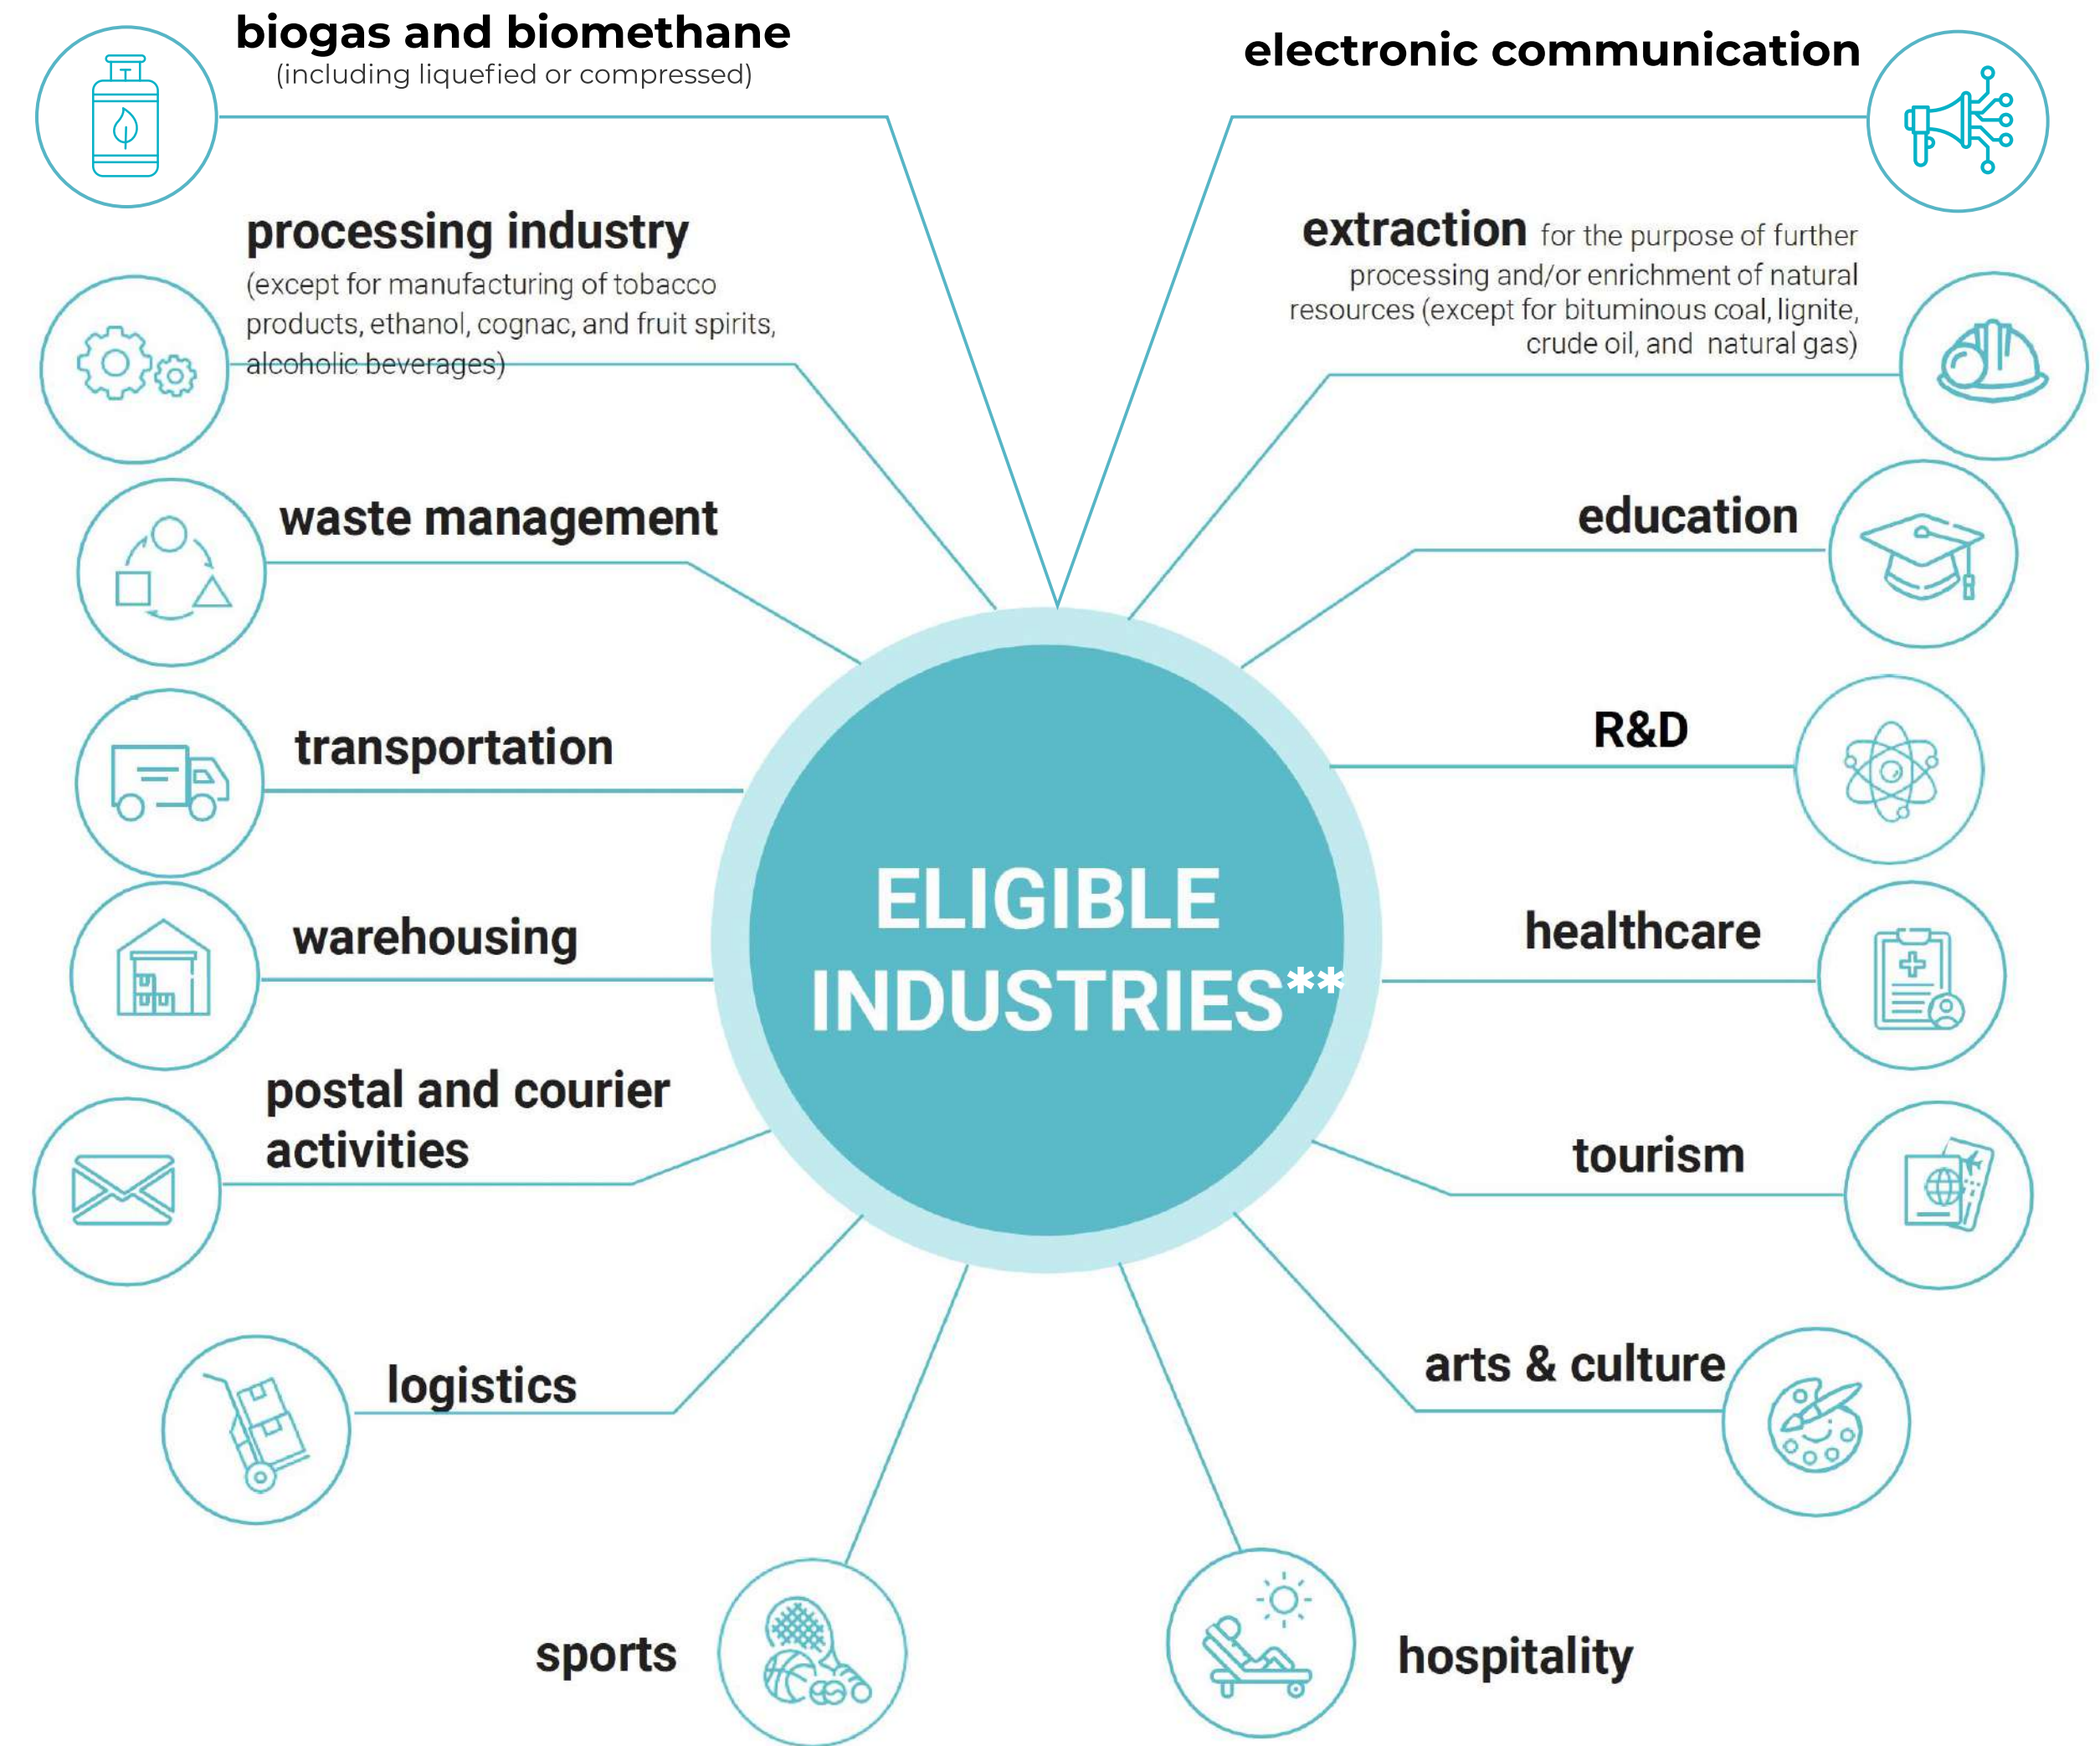 biogas and biomethane
(including liquefied or compressed)
electronic communication
processing industry
(except for manufacturing of tobacco
products, ethanol, cognac, and fruit spirits,
alcoholic beverages)
extraction for the purpose of further
processing and/or enrichment of natural
resources (except for bituminous coal, lignite,
crude oil, and natural gas)
waste management
education
transportation
R&D
ELIGIBLE
INDUSTRIES**
warehousing
healthcare
postal and courier
activities
tourism
logistics
arts & culture
sports
hospitality